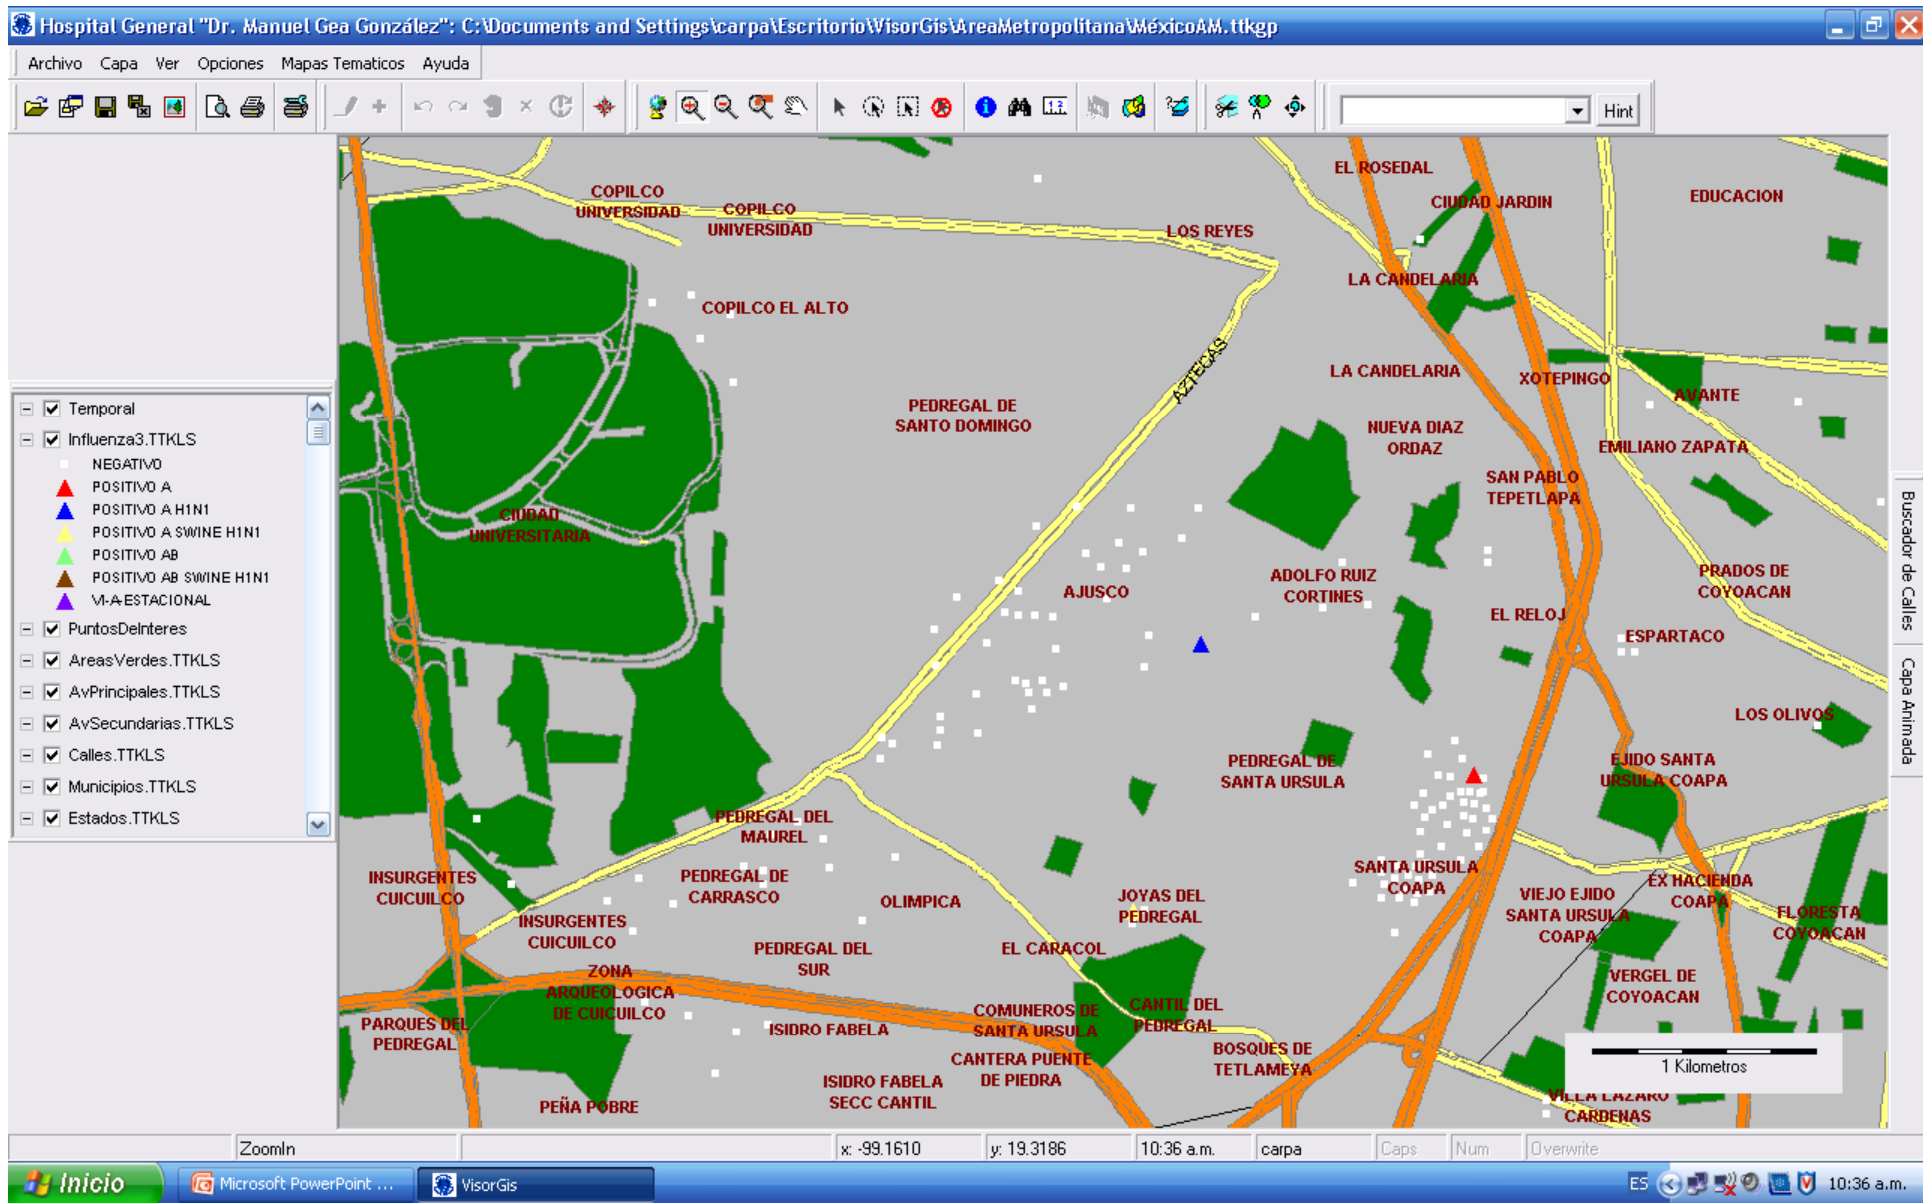 Hospital General "Dr. Manuel Gea González": C:\Documents and Settings\carpa\Escritorio\VisorGis\AreaMetropolitana\MéxicoAM.ttkgp
Archivo Capa Ver Opciones Mapas Tematicos Ayuda
Hint
Temporal
Influenza3.TTKLS
NEGATIVO
POSITIVO A
POSITIVO A H1N1
POSITIVO A SWINE H1N1
POSITIVO AB
POSITIVO AB SWINE H1N1
VI-A-ESTACIONAL
PuntosDeInteres
AreasVerdes.TTKLS
AvPrincipales.TTKLS
AvSecundarias.TTKLS
Calles.TTKLS
Municipios.TTKLS
Estados.TTKLS
EL ROSEDAL
COPILCO
UNIVERSIDAD
COPILCO
UNIVERSIDAD
CIUDAD JARDIN
EDUCACION
LOS REYES
LA CANDELARIA
COPILCO EL ALTO
AZTECAS
LA CANDELARIA
XOTEPINGO
AVANTE
PEDREGAL DE
SANTO DOMINGO
NUEVA DIAZ
ORDAZ
EMILIANO ZAPATA
SAN PABLO
TEPETLAPA
CIUDAD
UNIVERSITARIA
AJUSCO
ADOLFO RUIZ
CORTINES
PRADOS DE
COYOACAN
EL RELOJ
ESPARTACO
LOS OLIVOS
PEDREGAL DE
SANTA URSULA
EJIDO SANTA
URSULA COAPA
PEDREGAL DEL
MAUREL
INSURGENTES
CUICUILCO
PEDREGAL DE
CARRASCO
OLIMPICA
JOYAS DEL
PEDREGAL
SANTA URSULA
COAPA
VIEJO EJIDO
SANTA URSULA
COAPA
EX HACIENDA
COAPA
FLORESTA
COYOACAN
INSURGENTES
CUICUILCO
PEDREGAL DEL
SUR
EL CARACOL
ZONA
ARQUEOLOGICA
DE CUICUILCO
VERGEL DE
COYOACAN
PARQUES DEL
PEDREGAL
ISIDRO FABELA
COMUNEROS DE
SANTA URSULA
CANTIL DEL
PEDREGAL
CANTERA PUENTE
DE PIEDRA
BOSQUES DE
TETLAMEYA
ISIDRO FABELA
SECC CANTIL
PEÑA POBRE
1 Kilometros
VILLA LAZARO
CARDENAS
Buscador de Calles
Capa Animada
ZoomIn x: -99.1610 y: 19.3186 10:36 a.m. carpa Caps Num Overwrite
Inicio Microsoft PowerPoint ... VisorGis ES 10:36 a.m.